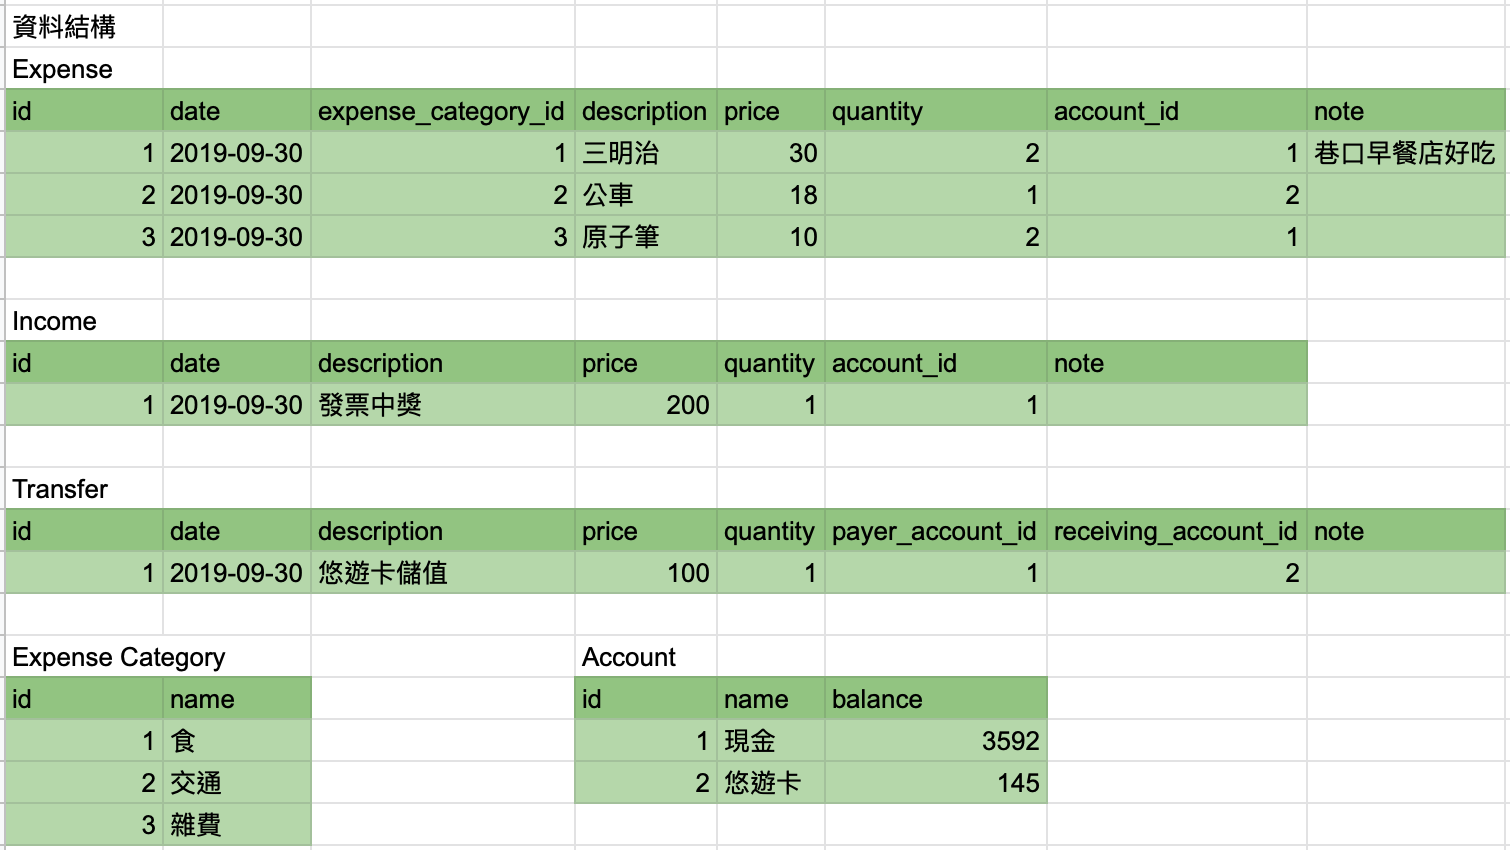 資料結構
Expense
id date expense_category_id description price quantity account_id note
1 2019-09-30 1 三明治 30 2 1 巷口早餐店好吃
2 2019-09-30 2 公車 18 1 2
3 2019-09-30 3 原子筆 10 2 1
Income
id date description price quantity account_id note
1 2019-09-30 發票中獎 200 1 1
Transfer
id date description price quantity payer_account_id receiving_account_id note
1 2019-09-30 悠遊卡儲值 100 1 1 2
Expense Category Account
id name id name balance
1 食 1 現金 3592
2 交通 2 悠遊卡 145
3 雜費